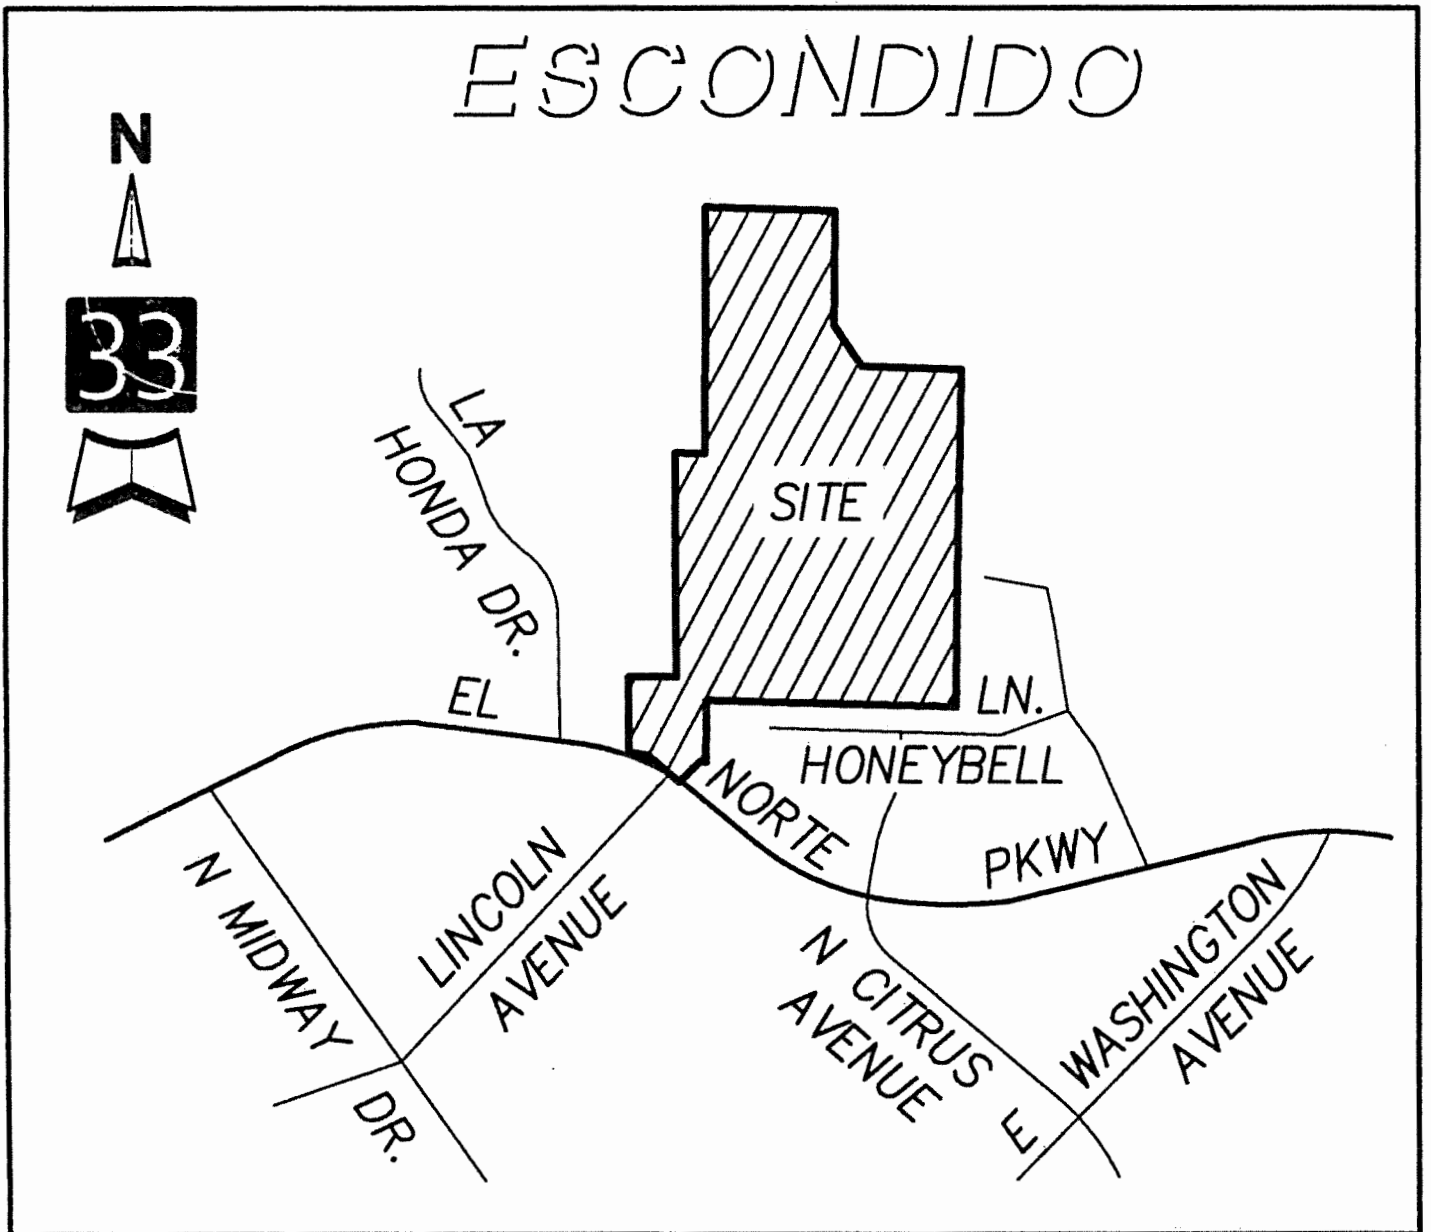 ESCONDIDO
N
33
LA
HONDA DR.
SITE
EL
NORTE
PKWY
LN.
HONEYBELL
N MIDWAY
DR.
LINCOLN
AVENUE
N CITRUS
AVENUE
E WASHINGTON
AVENUE